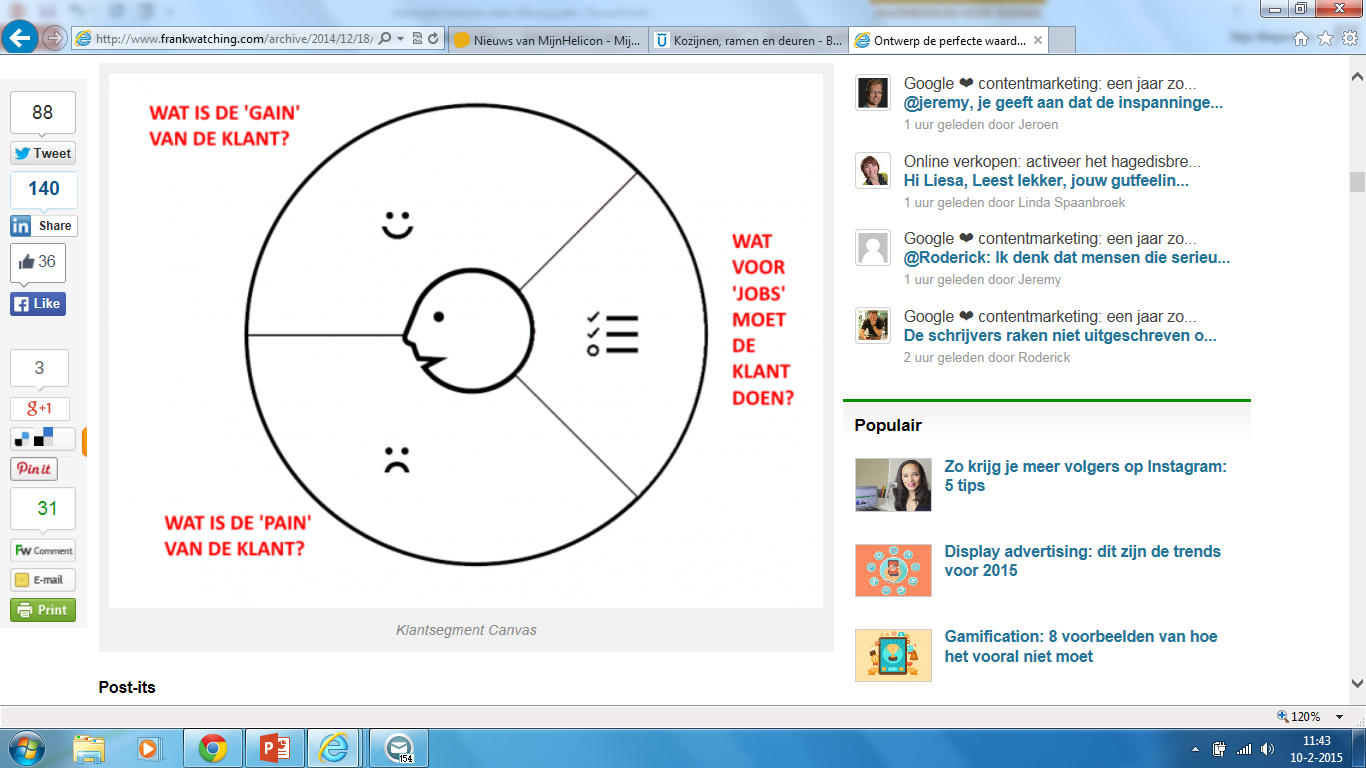 http://www.frankwatching.com/archive/2014/12/18/
Nieuws van MijnHelicon - Mij...
Kozijnen, ramen en deuren - B...
Ontwerp de perfecte waard...
88
Tweet
140
Share
36
Like
3
g+1
Pin it
31
Fw Comment
E-mail
Print
WAT IS DE 'GAIN'
VAN DE KLANT?
WAT
VOOR
'JOBS'
MOET
DE
KLANT
DOEN?
WAT IS DE 'PAIN'
VAN DE KLANT?
Klantsegment Canvas
Post-its
Google ❤ contentmarketing: een jaar zo...
@jeremy, je geeft aan dat de inspanninge...
1 uur geleden door Jeroen
Online verkopen: activeer het hagedisbre...
Hi Liesa, Leest lekker, jouw gutfeelin...
1 uur geleden door Linda Spaanbroek
Google ❤ contentmarketing: een jaar zo...
@Roderick: Ik denk dat mensen die serieu...
1 uur geleden door Jeremy
Google ❤ contentmarketing: een jaar zo...
De schrijvers raken niet uitgeschreven o...
2 uur geleden door Roderick
Populair
Zo krijg je meer volgers op Instagram:
5 tips
Display advertising: dit zijn de trends
voor 2015
Gamification: 8 voorbeelden van hoe
het vooral niet moet
120%
154
11:43
10-2-2015